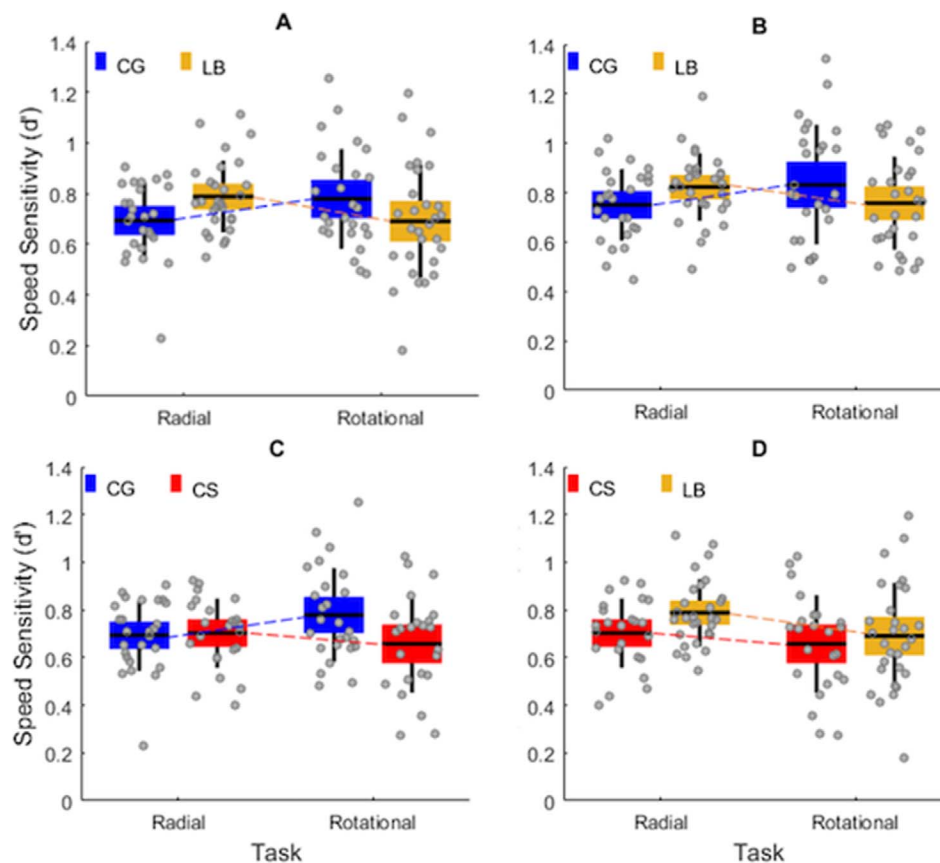 A
Speed Sensitivity (d')
1.4
1.2
1
0.8
0.6
0.4
0.2
0
CG LB
Radial Rotational
B
1.4
1.2
1
0.8
0.6
0.4
0.2
0
CG LB
Radial Rotational
C
Speed Sensitivity (d')
1.4
1.2
1
0.8
0.6
0.4
0.2
0
CG CS
Radial Rotational
Task
D
1.4
1.2
1
0.8
0.6
0.4
0.2
0
CS LB
Radial Rotational
Task